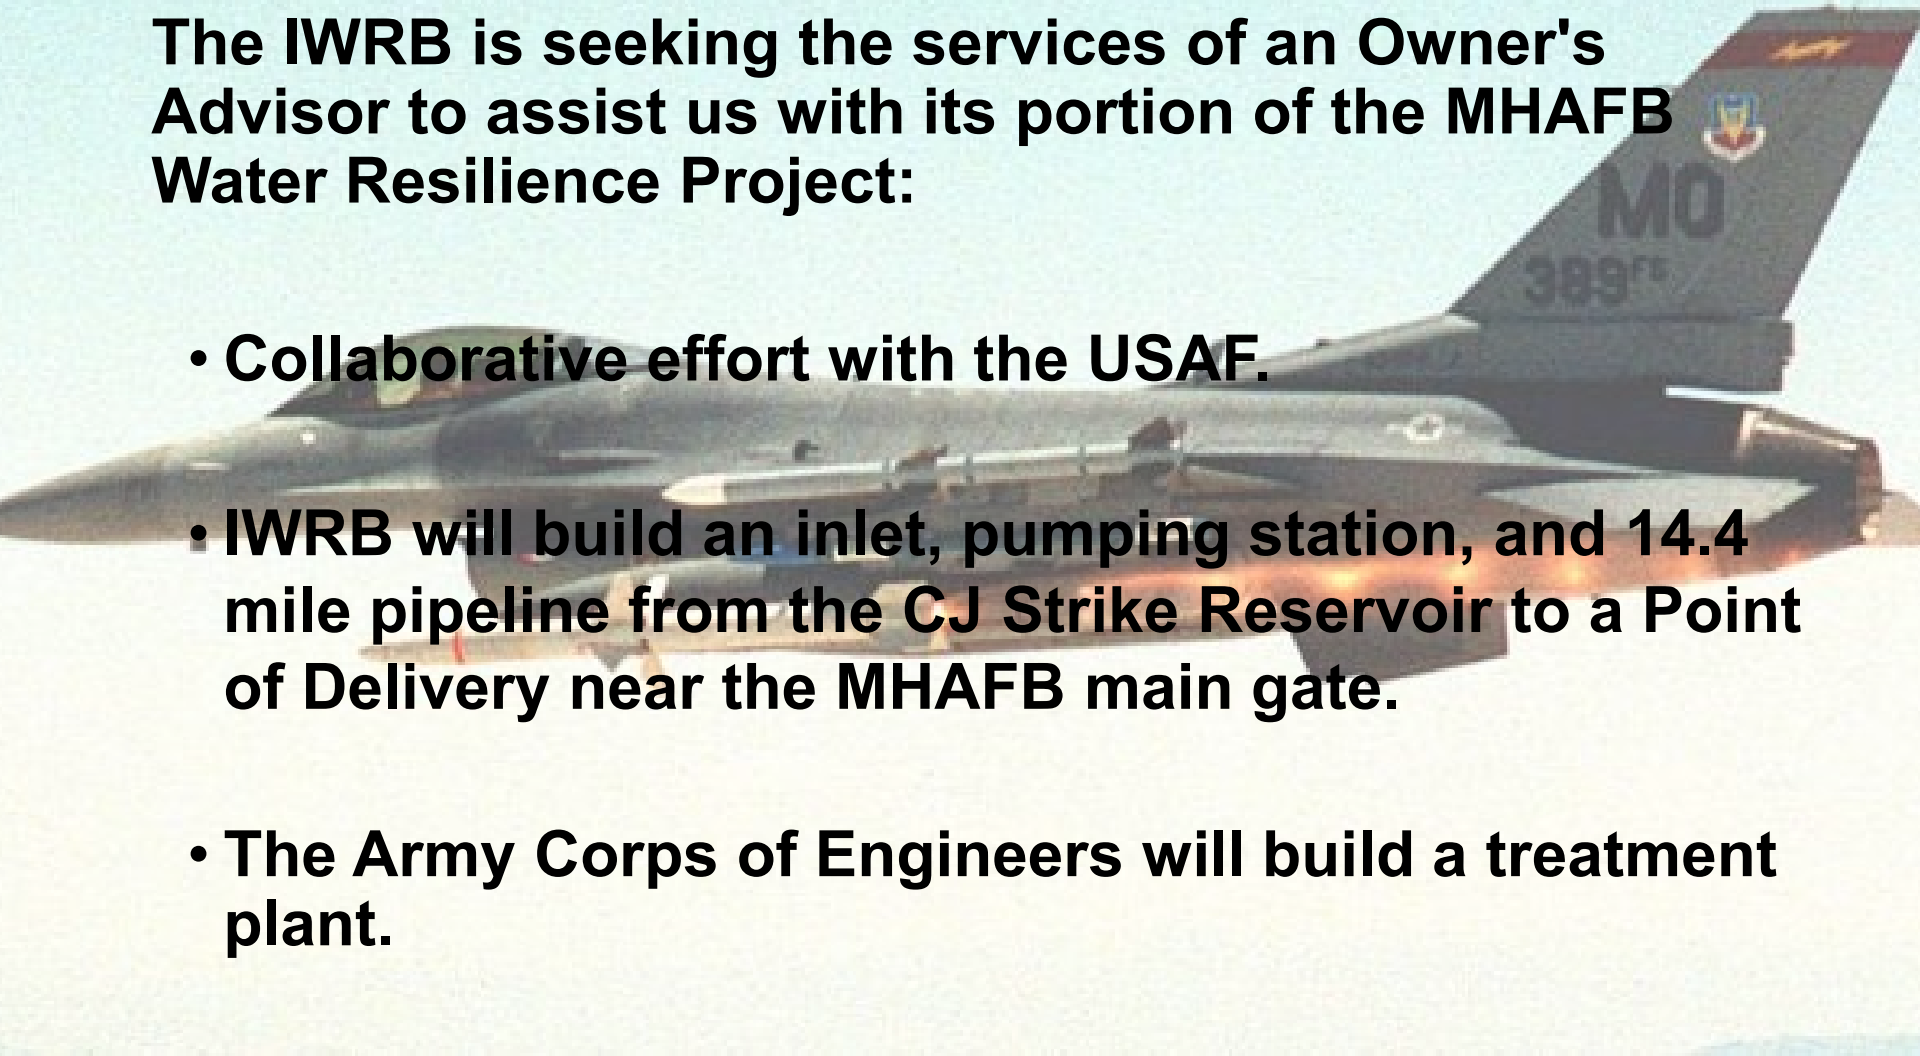 The IWRB is seeking the services of an Owner's
Advisor to assist us with its portion of the MHAFB
Water Resilience Project:
MO
389FS
• Collaborative effort with the USAF.
• IWRB will build an inlet, pumping station, and 14.4
mile pipeline from the CJ Strike Reservoir to a Point
of Delivery near the MHAFB main gate.
• The Army Corps of Engineers will build a treatment
plant.